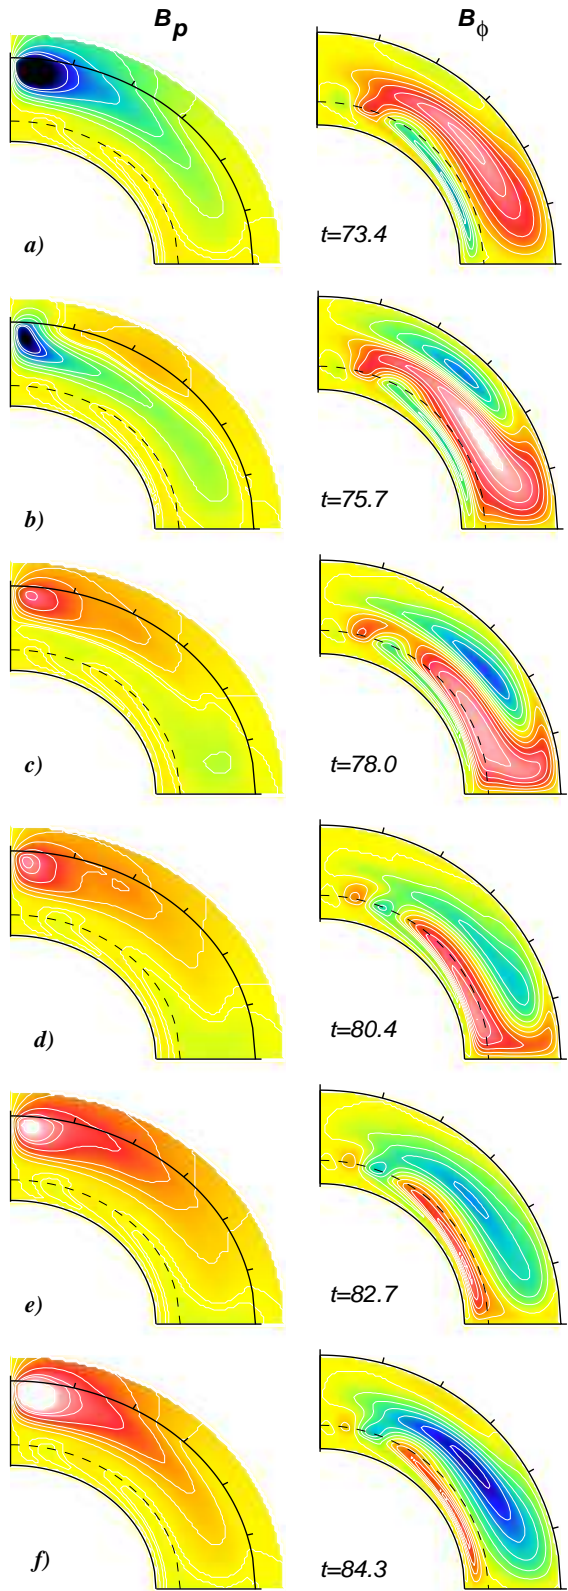 B_p B_ϕ
a) t=73.4
b) t=75.7
c) t=78.0
d) t=80.4
e) t=82.7
f) t=84.3